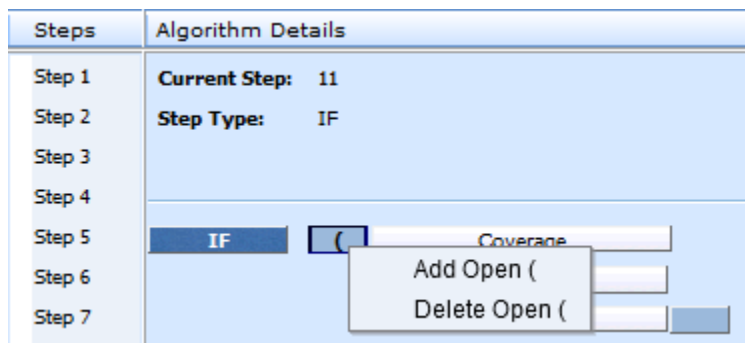 Steps
Algorithm Details
Step 1
Current Step: 11
Step 2
Step Type: IF
Step 3
Step 4
Step 5
IF
(
Coverage
Add Open (
Step 6
Delete Open (
Step 7